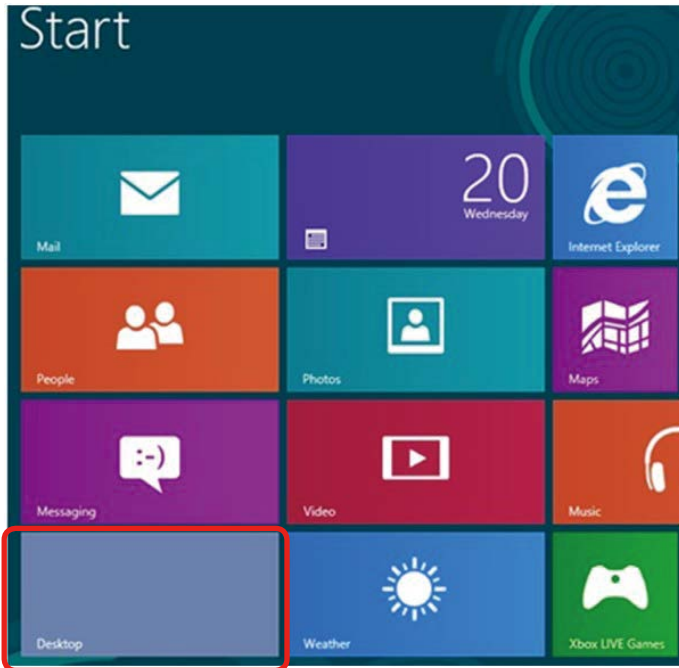 Start
Mail
20
Wednesday
Internet Explorer
People
Photos
Maps
:-)
Messaging
Video
Music
Desktop
Weather
Xbox LIVE Games